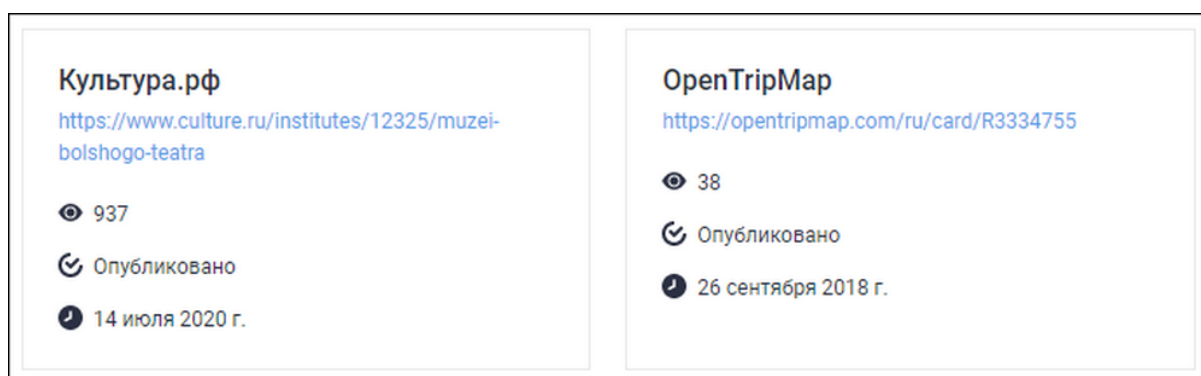 Культура.рф
https://www.culture.ru/institutes/12325/muzei-
bolshogo-teatra
937
Опубликовано
14 июля 2020 г.
OpenTripMap
https://opentripmap.com/ru/card/R3334755
38
Опубликовано
26 сентября 2018 г.